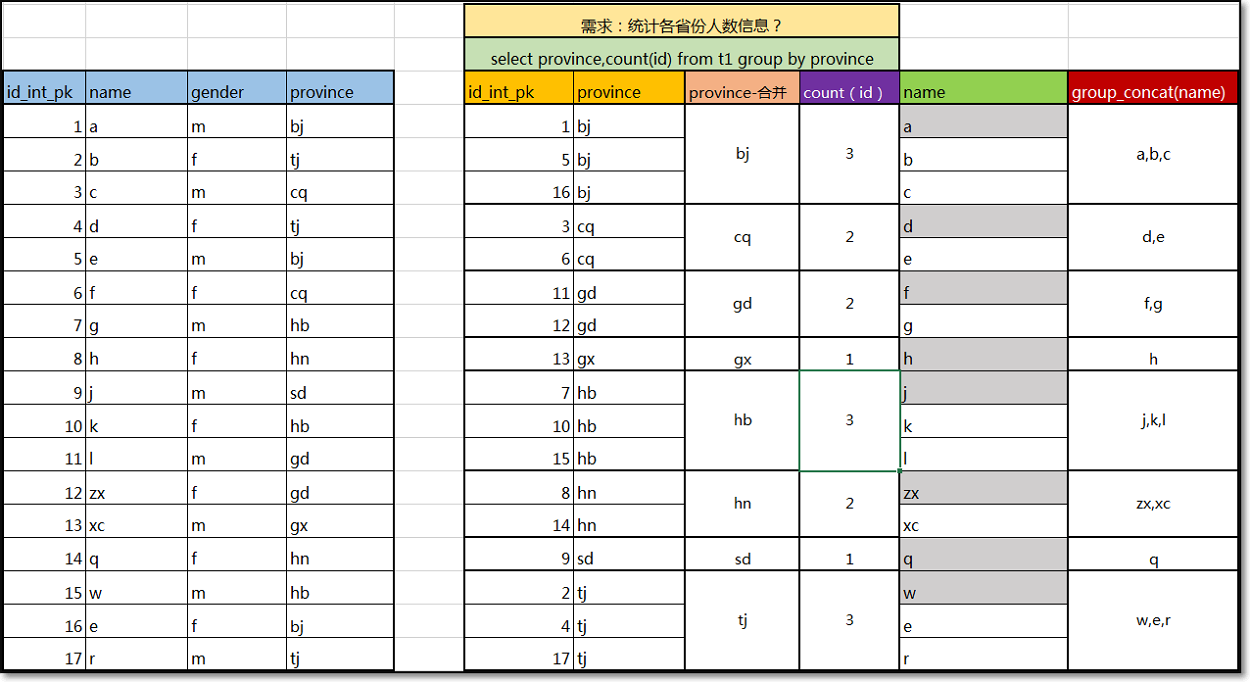 需求：统计各省份人数信息？
select province,count(id) from t1 group by province
id_int_pk name gender province id_int_pk province province-合并 count（id） name group_concat(name)
1 a m bj 1 bj bj 3 a a,b,c
2 b f tj 5 bj b
3 c m cq 16 bj c
4 d f tj 3 cq cq 2 d d,e
5 e m bj 6 cq e
6 f f cq 11 gd gd 2 f f,g
7 g m hb 12 gd g
8 h f hn 13 gx gx 1 h h
9 j m sd 7 hb hb 3 j j,k,l
10 k f hb 10 hb k
11 l m gd 15 hb l
12 zx f gd 8 hn hn 2 zx zx,xc
13 xc m gx 14 hn xc
14 q f hn 9 sd sd 1 q q
15 w m hb 2 tj tj 3 w w,e,r
16 e f bj 4 tj e
17 r m tj 17 tj r